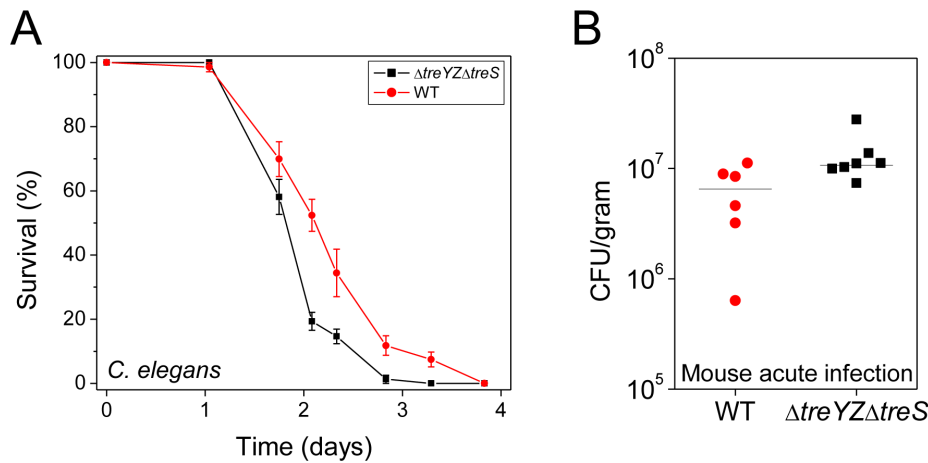 A
Survival (%)
100
80
60
40
20
0
0 1 2 3 4
Time (days)
ΔtreYZΔtreS
WT
C. elegans
B
CFU/gram
10⁸
10⁷
10⁶
10⁵
Mouse acute infection
WT ΔtreYZΔtreS